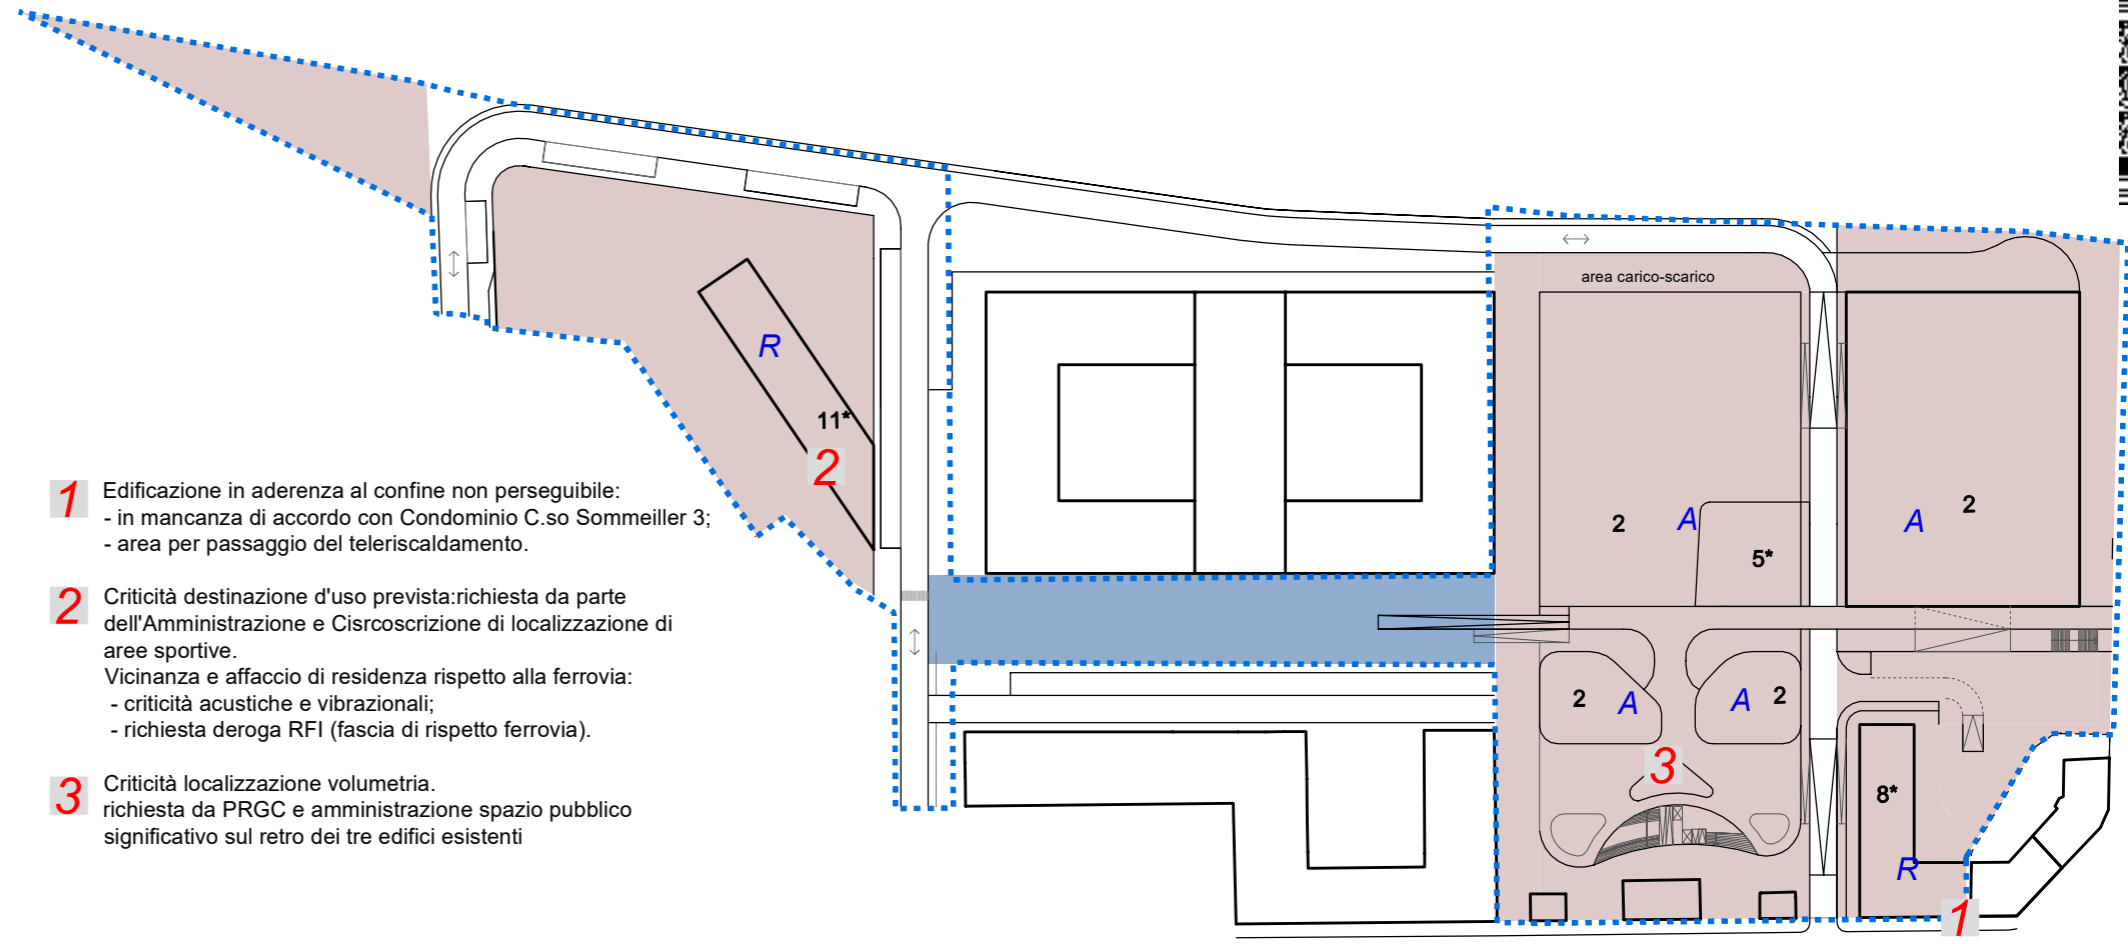 area carico-scarico
R
11*
2
1 Edificazione in aderenza al confine non perseguibile:
- in mancanza di accordo con Condominio C.so Sommeiller 3;
- area per passaggio del teleriscaldamento.
2 Criticità destinazione d'uso prevista:richiesta da parte
dell'Amministrazione e Cisrcoscrizione di localizzazione di
aree sportive.
Vicinanza e affaccio di residenza rispetto alla ferrovia:
- criticità acustiche e vibrazionali;
- richiesta deroga RFI (fascia di rispetto ferrovia).
3 Criticità localizzazione volumetria.
richiesta da PRGC e amministrazione spazio pubblico
significativo sul retro dei tre edifici esistenti
2 A
5*
A 2
2 A
A 2
3
8*
R
1